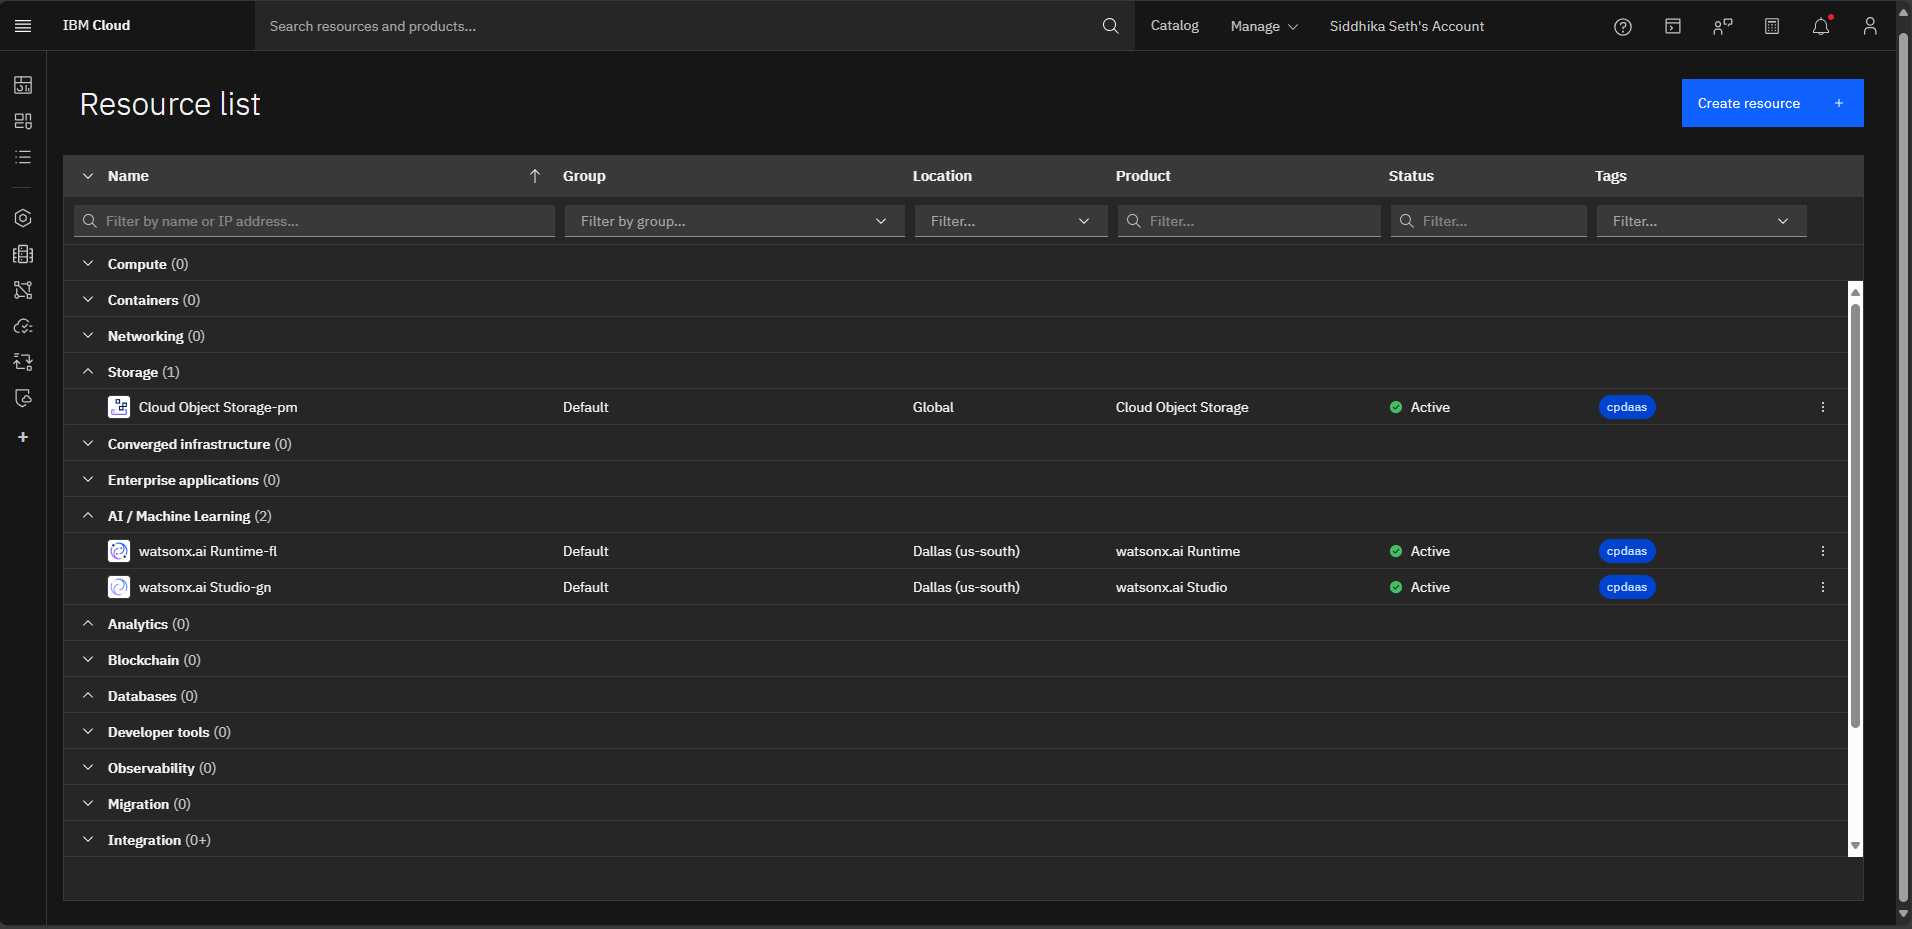 IBM Cloud
Search resources and products...
Catalog
Manage
Siddhika Seth's Account
Resource list
Create resource +
Name Group Location Product Status Tags
Filter by name or IP address... Filter by group... Filter... Filter... Filter... Filter...
Compute (0)
Containers (0)
Networking (0)
Storage (1)
Cloud Object Storage-pm Default Global Cloud Object Storage Active cpdaas
Converged infrastructure (0)
Enterprise applications (0)
AI / Machine Learning (2)
watsonx.ai Runtime-fl Default Dallas (us-south) watsonx.ai Runtime Active cpdaas
watsonx.ai Studio-gn Default Dallas (us-south) watsonx.ai Studio Active cpdaas
Analytics (0)
Blockchain (0)
Databases (0)
Developer tools (0)
Observability (0)
Migration (0)
Integration (0+)